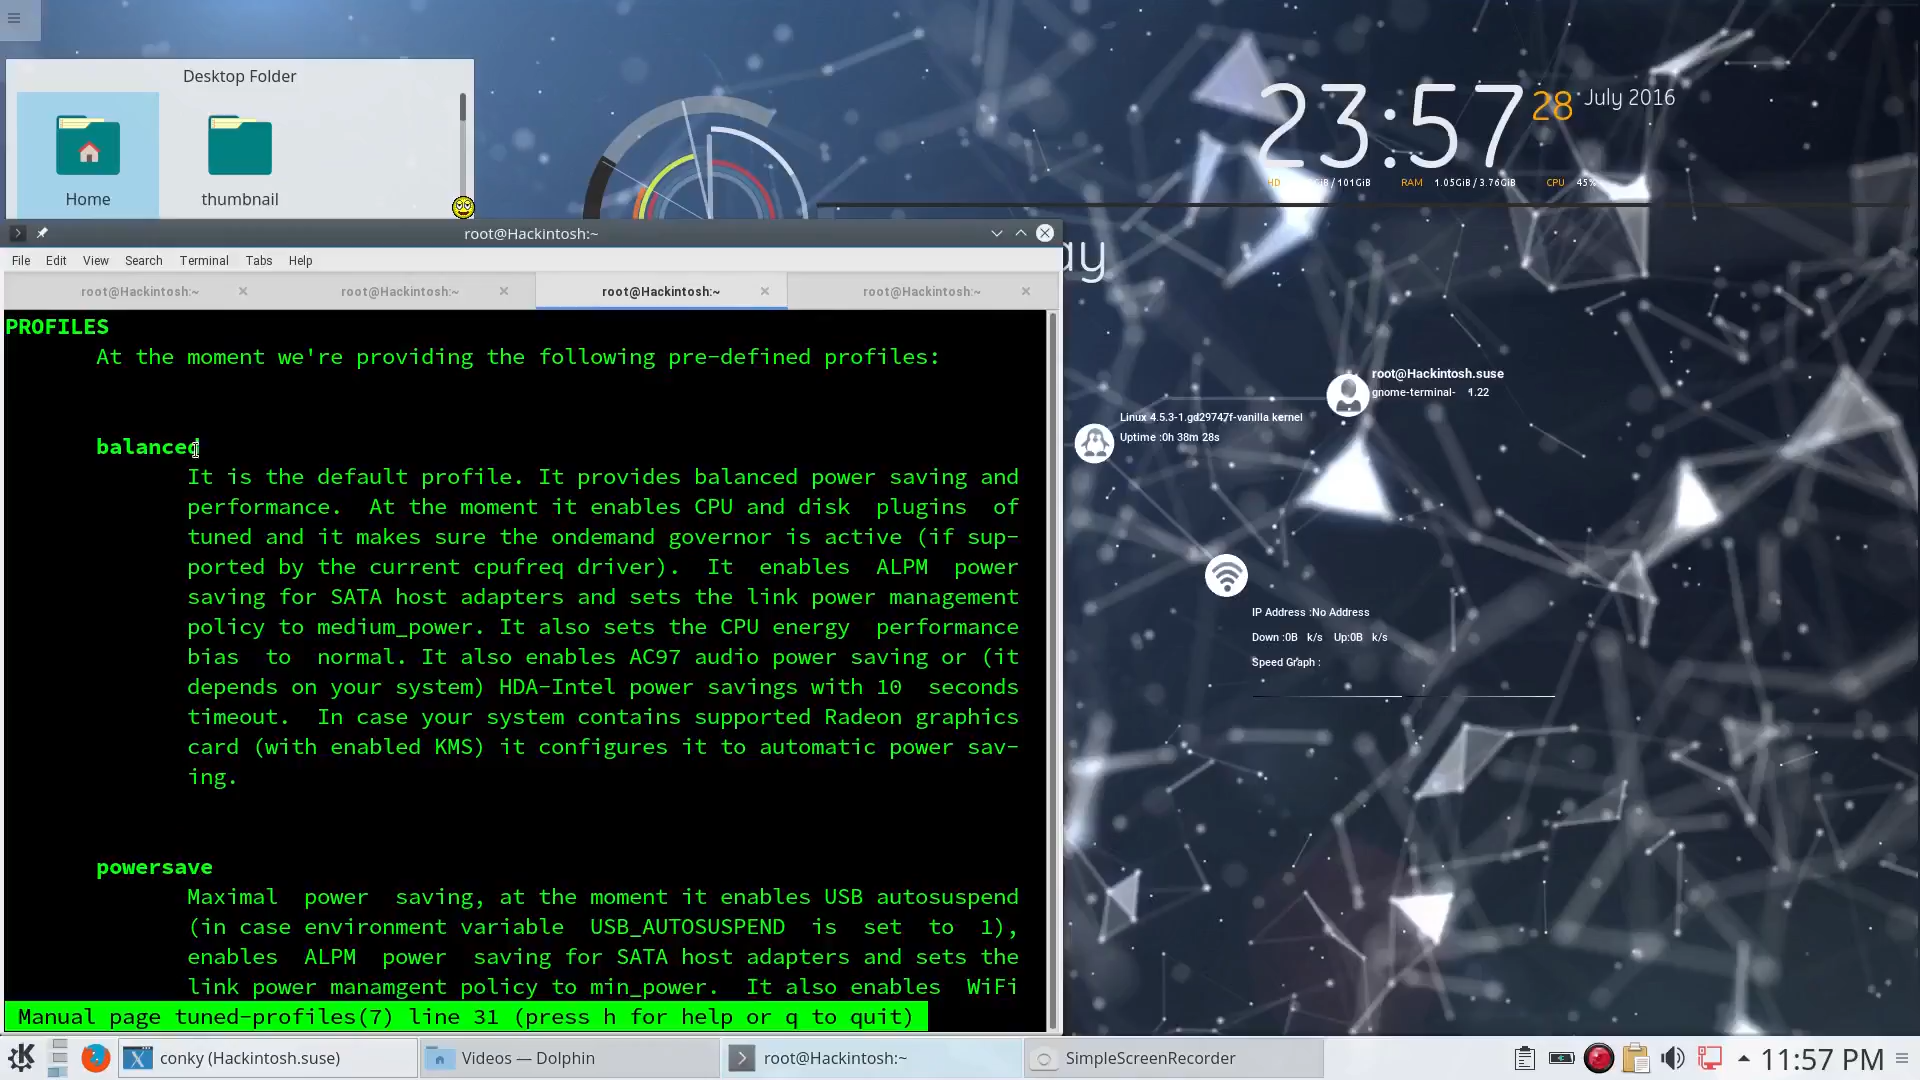 Desktop Folder
Home
thumbnail
23:57
28
July 2016
HD
/ 101GiB
RAM 1.05GiB / 3.76GiB
CPU 45%
ay
root@Hackintosh:~
File Edit View Search Terminal Tabs Help
root@Hackintosh:~ root@Hackintosh:~ root@Hackintosh:~ root@Hackintosh:~
PROFILES
At the moment we're providing the following pre-defined profiles:
balanced
It is the default profile. It provides balanced power saving and
performance. At the moment it enables CPU and disk plugins of
tuned and it makes sure the ondemand governor is active (if sup-
ported by the current cpufreq driver). It enables ALPM power
saving for SATA host adapters and sets the link power management
policy to medium_power. It also sets the CPU energy performance
bias to normal. It also enables AC97 audio power saving or (it
depends on your system) HDA-Intel power savings with 10 seconds
timeout. In case your system contains supported Radeon graphics
card (with enabled KMS) it configures it to automatic power sav-
ing.
powersave
Maximal power saving, at the moment it enables USB autosuspend
(in case environment variable USB_AUTOSUSPEND is set to 1),
enables ALPM power saving for SATA host adapters and sets the
link power manamgent policy to min_power. It also enables WiFi
Manual page tuned-profiles(7) line 31 (press h for help or q to quit)
root@Hackintosh.suse
gnome-terminal- 1.22
Linux 4.5.3-1.gd29747f-vanilla kernel
Uptime :0h 38m 28s
IP Address :No Address
Down :0B k/s Up:0B k/s
Speed Graph :
conky (Hackintosh.suse)
Videos — Dolphin
root@Hackintosh:~
SimpleScreenRecorder
11:57 PM